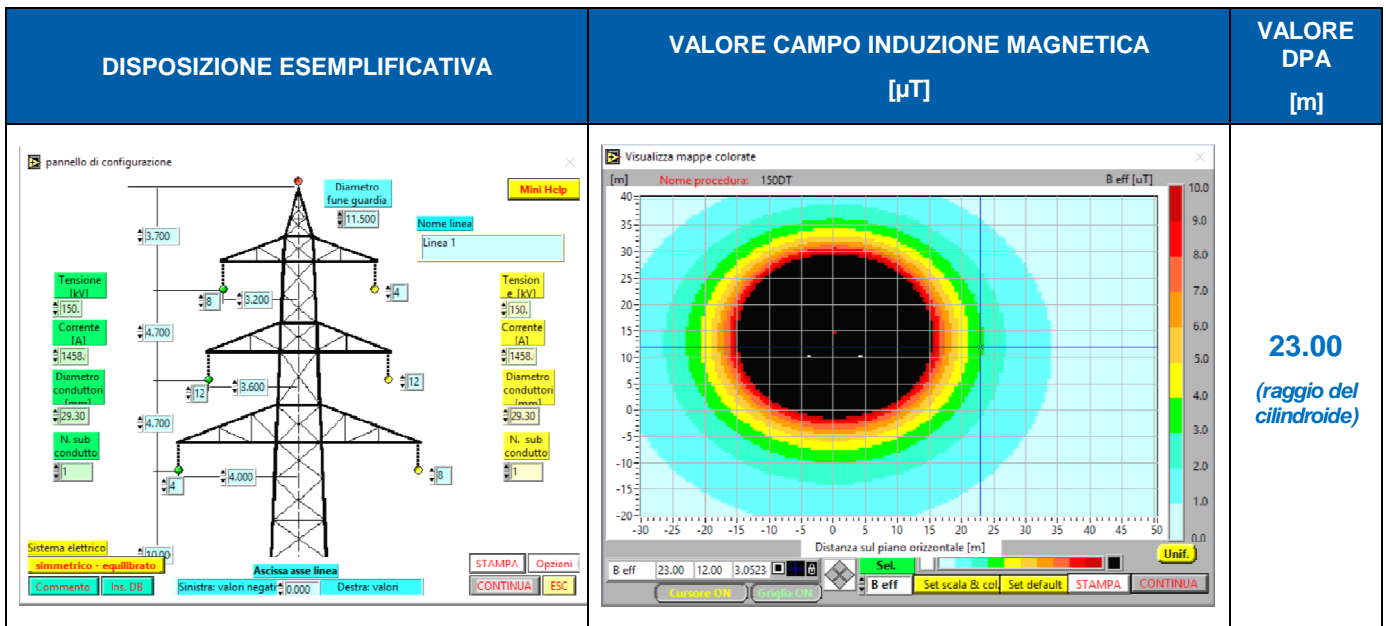 DISPOSIZIONE ESEMPLIFICATIVA
VALORE CAMPO INDUZIONE MAGNETICA
[µT]
VALORE
DPA
[m]
pannello di configurazione
Mini Help
Diametro
fune guardia
11.500
Nome linea
Linea 1
3.700
Tensione
[kV]
150.
8
3.200
4
Tension
e [kV]
150.
Corrente
[A]
1458.
4.700
Corrente
[A]
1458.
Diametro
conduttori
[mm]
29.30
12
3.600
12
Diametro
conduttori
[mm]
29.30
4.700
N. sub
condutto
1
4
4.000
8
N. sub
condutto
1
Sistema elettrico
simmetrico - equilibrato
10.00
Ascissa asse linea
STAMPA
Opzioni
Commento
Ins. DB
Sinistra: valori negati
0.000
Destra: valori
CONTINUA
ESC
Visualizza mappe colorate
[m]
Nome procedura:
150DT
B eff [uT]
40
35
30
25
20
15
10
5
0
-5
-10
-15
-20
10.0
9.0
8.0
7.0
6.0
5.0
4.0
3.0
2.0
1.0
0.0
-30 -25 -20 -15 -10 -5 0 5 10 15 20 25 30 35 40 45 50
Distanza sul piano orizzontale [m]
Unif.
B eff
23.00
12.00
3.0523
Sel.
B eff
Set scala & col.
Set default
STAMPA
CONTINUA
Cursore ON
Griglia ON
23.00
(raggio del
cilindroide)